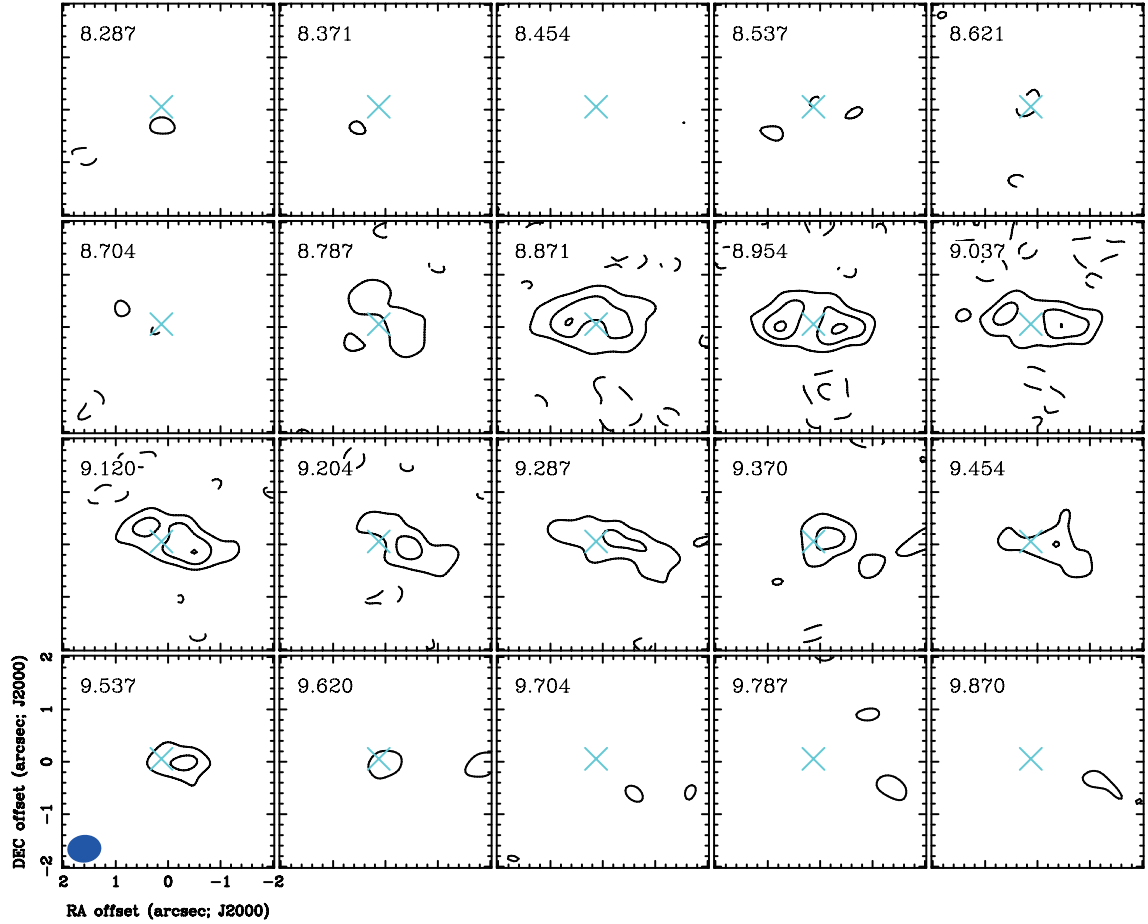 8.287 8.371 8.454 8.537 8.621
8.704 8.787 8.871 8.954 9.037
9.120 9.204 9.287 9.370 9.454
9.537 9.620 9.704 9.787 9.870
DEC offset (arcsec; J2000)
2
1
0
-1
-2
2 1 0 -1 -2
RA offset (arcsec; J2000)